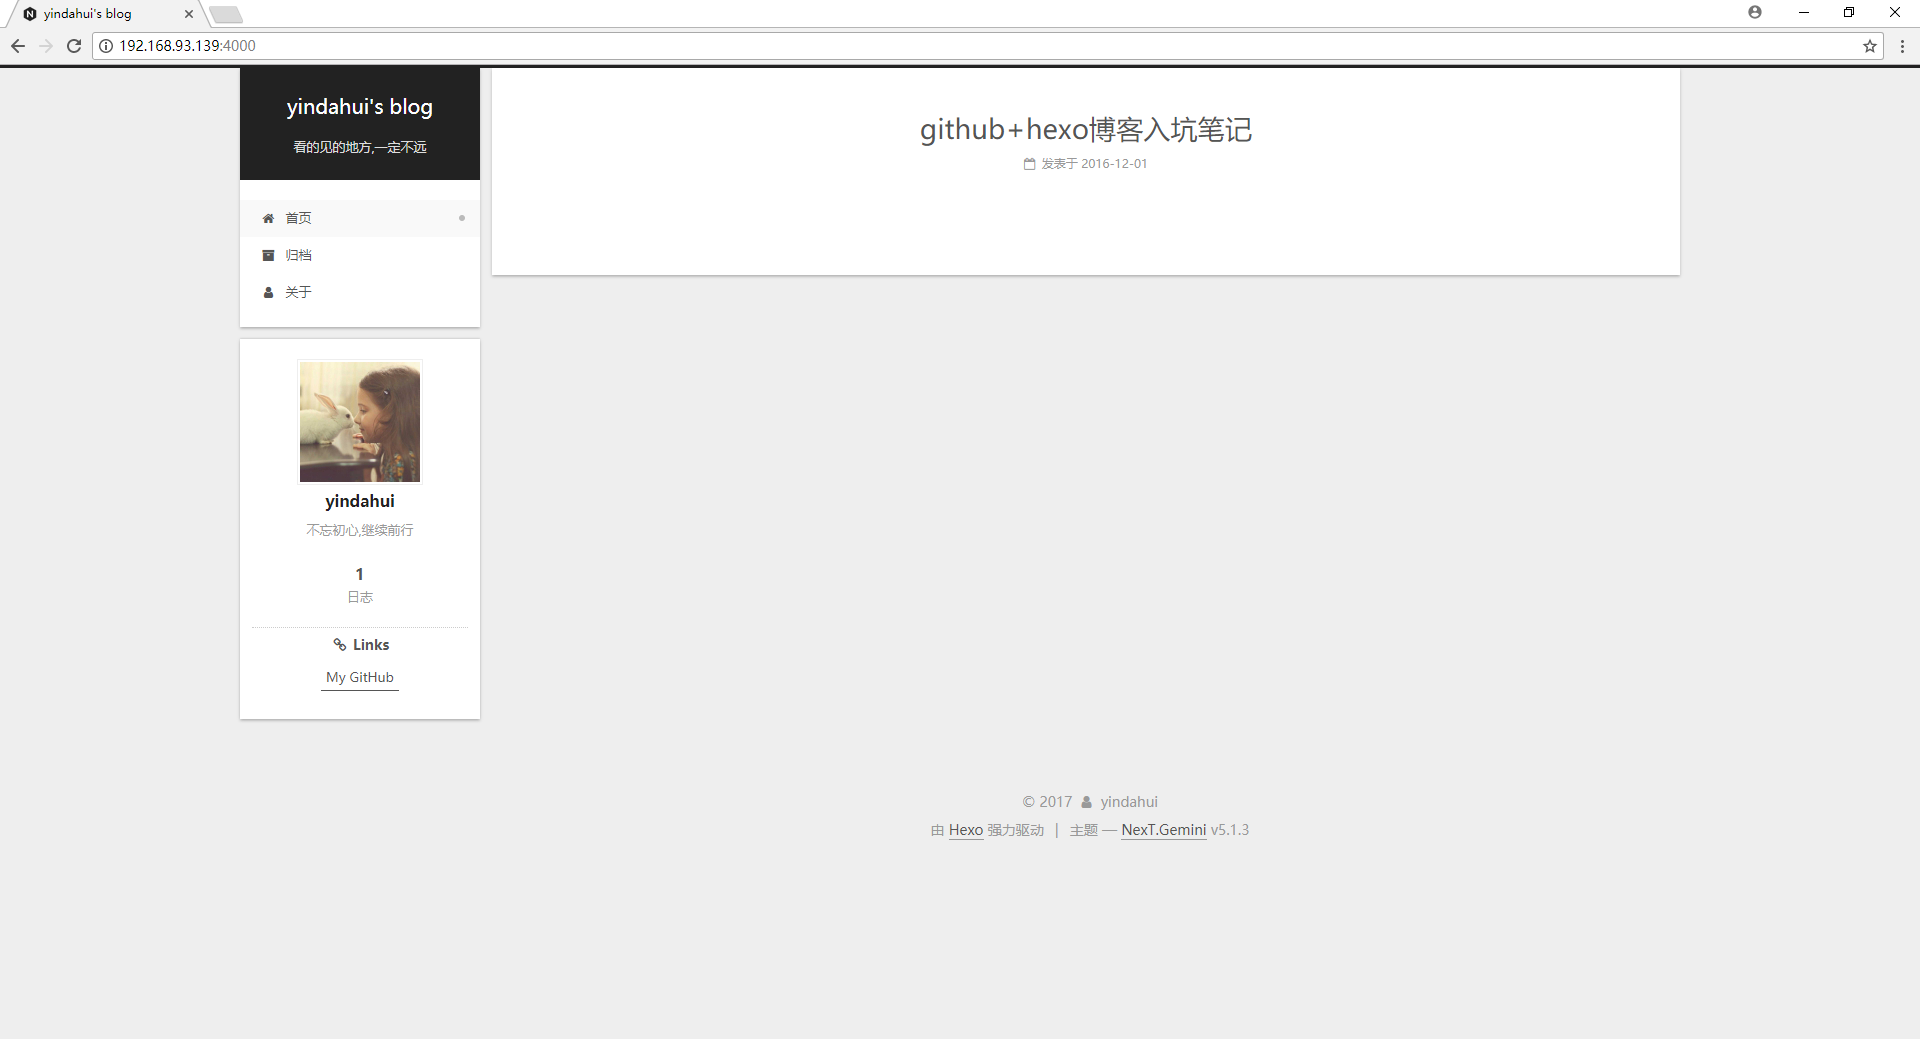 yindahui's blog
192.168.93.139:4000
yindahui's blog
看的见的地方,一定不远
首页
归档
关于
yindahui
不忘初心,继续前行
1
日志
Links
My GitHub
github+hexo博客入坑笔记
发表于 2016-12-01
© 2017 yindahui
由 Hexo 强力驱动 | 主题 — NexT.Gemini v5.1.3